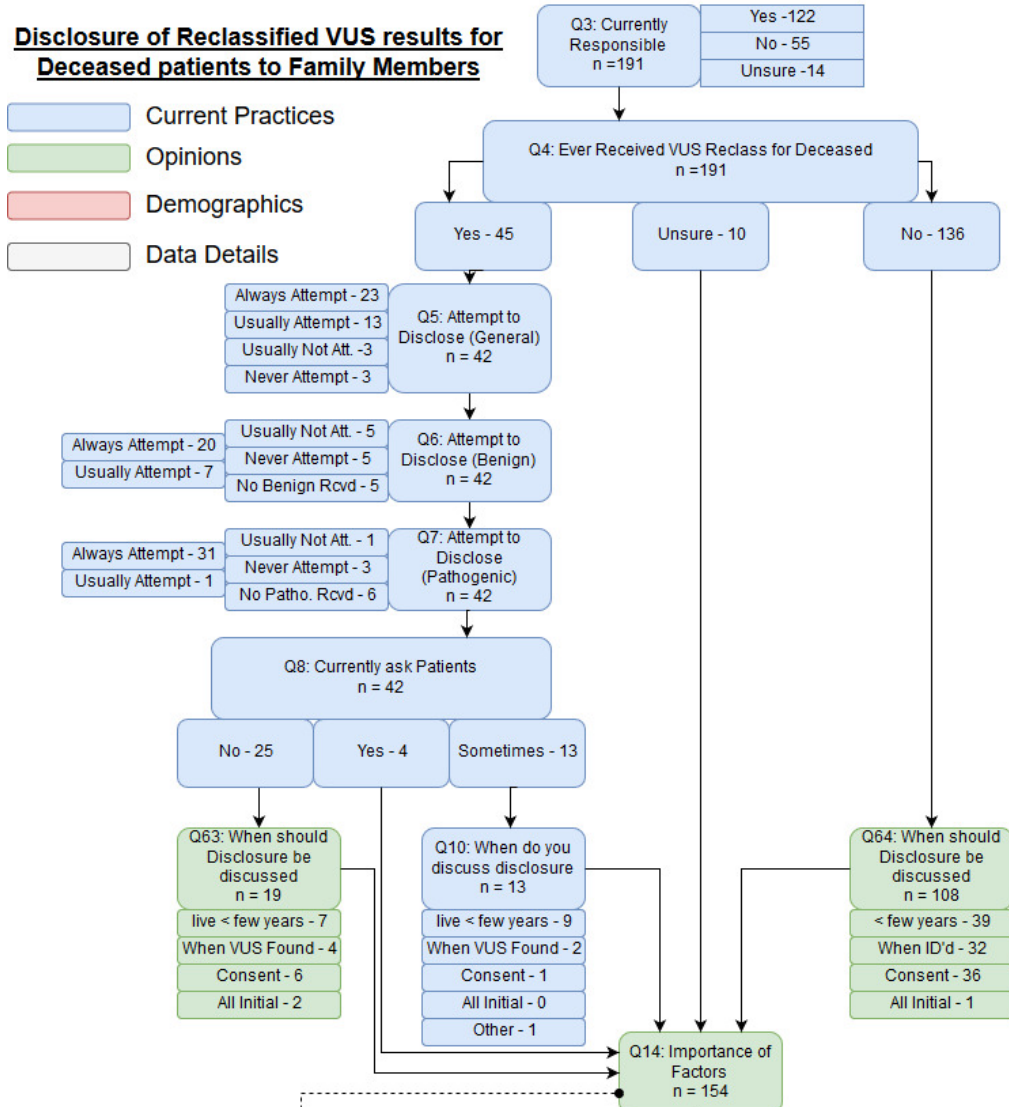 Disclosure of Reclassified VUS results for
Deceased patients to Family Members
Current Practices
Opinions
Demographics
Data Details
Q3: Currently
Responsible
n =191
Yes -122
No - 55
Unsure -14
Q4: Ever Received VUS Reclass for Deceased
n =191
Yes - 45
Unsure - 10
No - 136
Always Attempt - 23
Usually Attempt - 13
Usually Not Att. -3
Never Attempt - 3
Q5: Attempt to
Disclose (General)
n = 42
Always Attempt - 20
Usually Attempt - 7
Usually Not Att. - 5
Never Attempt - 5
No Benign Rcvd - 5
Q6: Attempt to
Disclose (Benign)
n = 42
Always Attempt - 31
Usually Attempt - 1
Usually Not Att. - 1
Never Attempt - 3
No Patho. Rcvd - 6
Q7: Attempt to
Disclose
(Pathogenic)
n = 42
Q8: Currently ask Patients
n = 42
No - 25
Yes - 4
Sometimes - 13
Q63: When should
Disclosure be
discussed
n = 19
live < few years - 7
When VUS Found - 4
Consent - 6
All Initial - 2
Q10: When do you
discuss disclosure
n = 13
live < few years - 9
When VUS Found - 2
Consent - 1
All Initial - 0
Other - 1
Q64: When should
Disclosure be
discussed
n = 108
< few years - 39
When ID'd - 32
Consent - 36
All Initial - 1
Q14: Importance of
Factors
n = 154